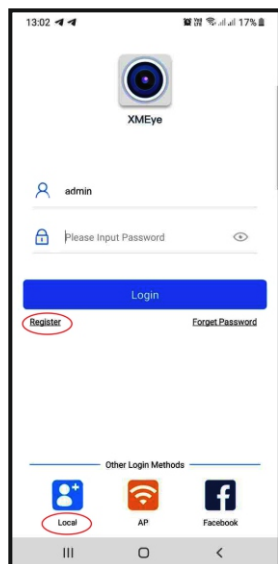 13:02 17%
XMEye
admin
Please Input Password
Login
Register Forget Password
Other Login Methods
Local AP Facebook